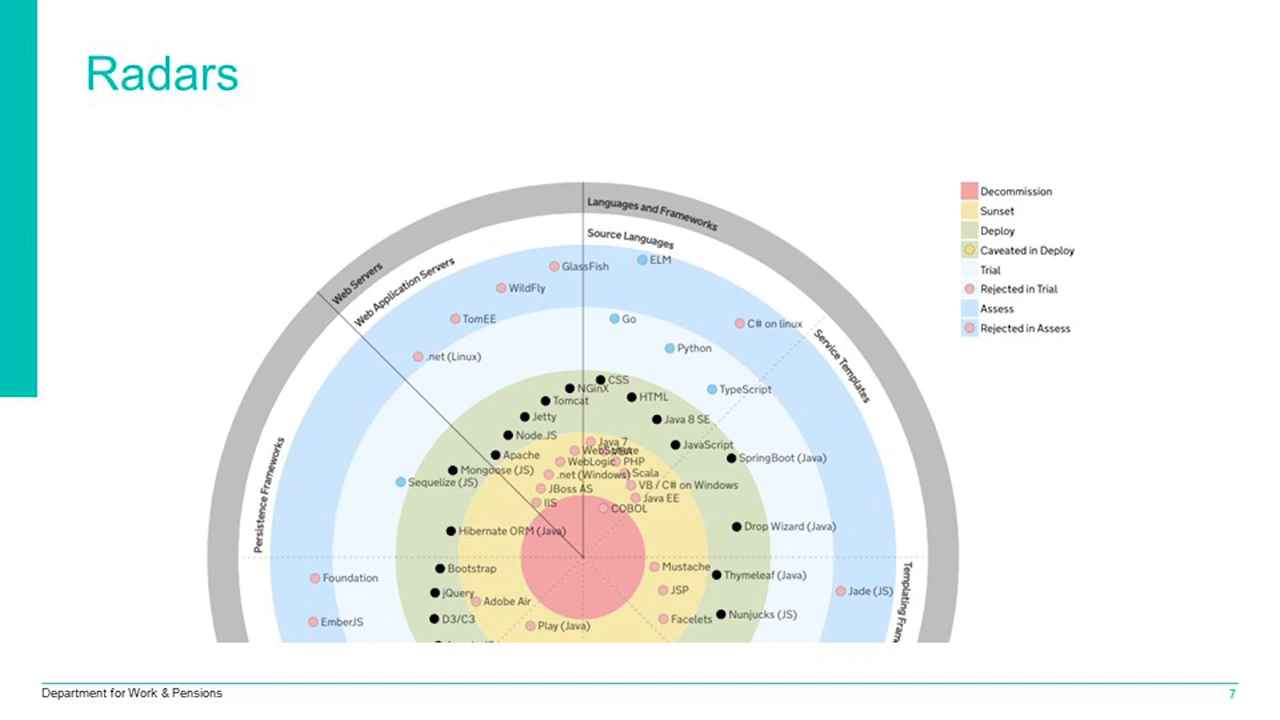 Radars
Languages and Frameworks
Web Servers
Source Languages
Web Application Servers
Service Templates
Persistence Frameworks
Templating
ELM
GlassFish
WildFly
TomEE
Go
C# on linux
.net (Linux)
Python
CSS
NGinX
TypeScript
Tomcat
HTML
Jetty
Java 8 SE
Node.JS
Java 7
JavaScript
Apache
PHP
WebLogic
SpringBoot (Java)
Mongoose (JS)
.net (Windows)
Scala
Sequelize (JS)
JBoss AS
VB / C# on Windows
IIS
Java EE
COBOL
Hibernate ORM (Java)
Drop Wizard (Java)
Bootstrap
Mustache
Thymeleaf (Java)
Foundation
jQuery
Adobe Air
JSP
Jade (JS)
EmberJS
D3/C3
Play (Java)
Facelets
Nunjucks (JS)
Decommission
Sunset
Deploy
Caveated in Deploy
Trial
Rejected in Trial
Assess
Rejected in Assess
Department for Work & Pensions
7